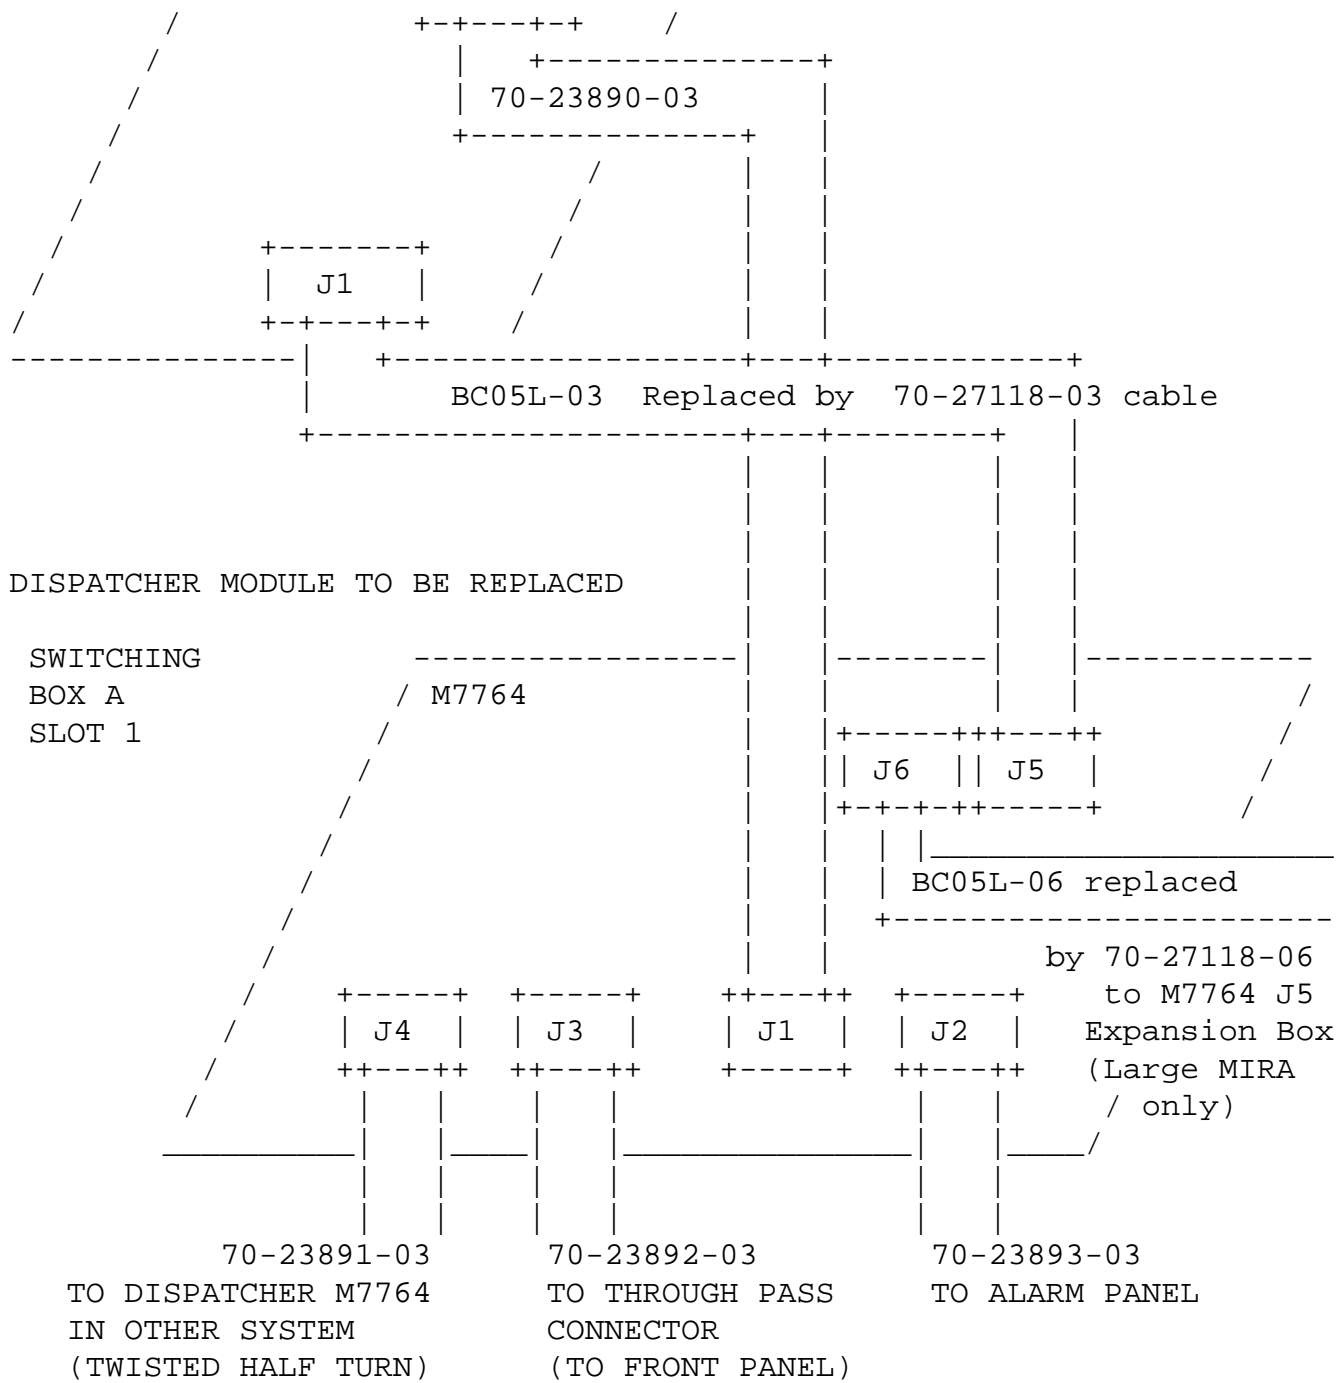 70-23890-03
J1
BC05L-03 Replaced by 70-27118-03 cable
DISPATCHER MODULE TO BE REPLACED
SWITCHING
BOX A
SLOT 1
M7764
J6 J5
BC05L-06 replaced
by 70-27118-06
to M7764 J5
Expansion Box
(Large MIRA
only)
J4 J3 J1 J2
70-23891-03
TO DISPATCHER M7764
IN OTHER SYSTEM
(TWISTED HALF TURN)
70-23892-03
TO THROUGH PASS
CONNECTOR
(TO FRONT PANEL)
70-23893-03
TO ALARM PANEL